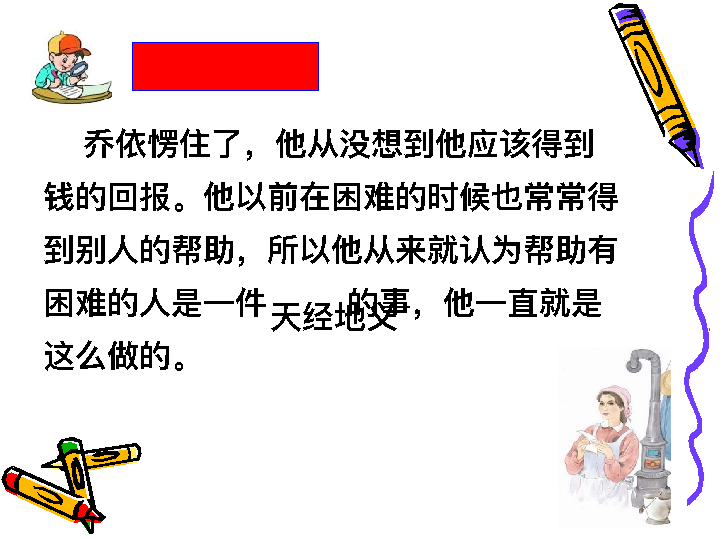 乔依愣住了，他从没想到他应该得到
钱的回报。他以前在困难的时候也常常得
到别人的帮助，所以他从来就认为帮助有
困难的人是一件天经地义的事，他一直就是
这么做的。